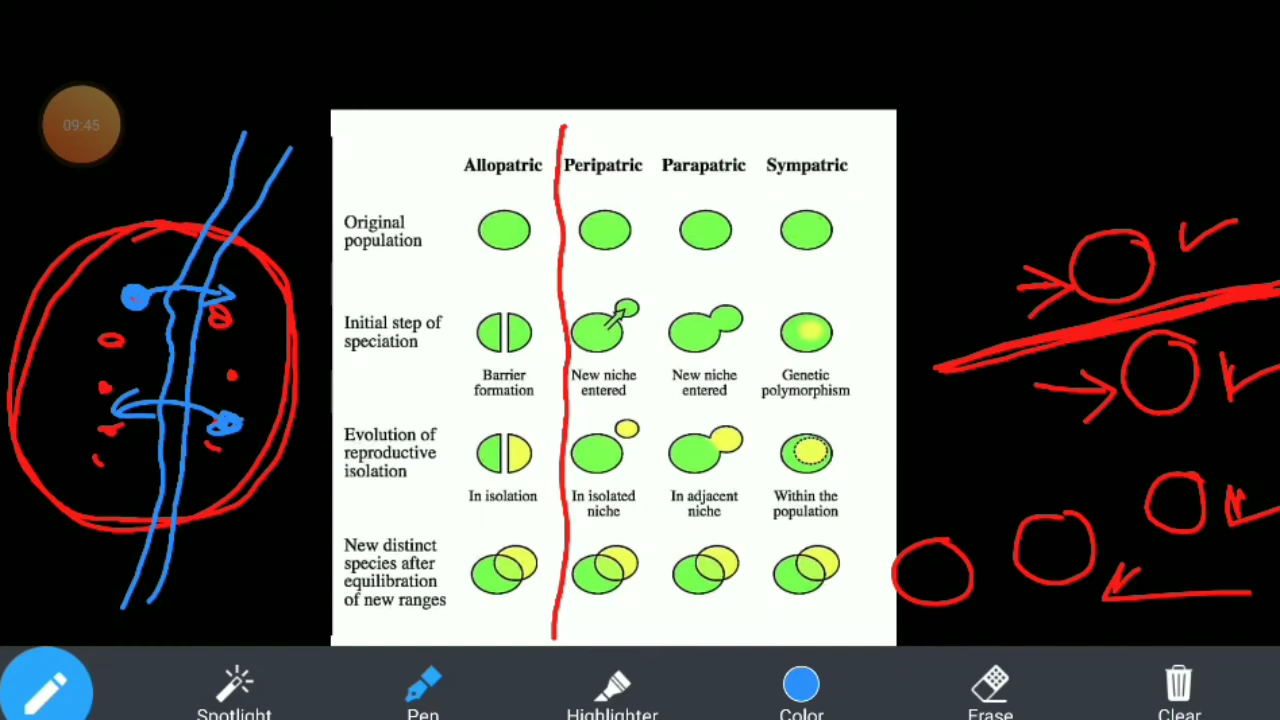 09:45
Allopatric Peripatric Parapatric Sympatric
Original
population
Initial step of
speciation
Barrier
formation
New niche
entered
New niche
entered
Genetic
polymorphism
Evolution of
reproductive
isolation
In isolation
In isolated
niche
In adjacent
niche
Within the
population
New distinct
species after
equilibration
of new ranges
Spotlight Pen Highlighter Color Erase Clear